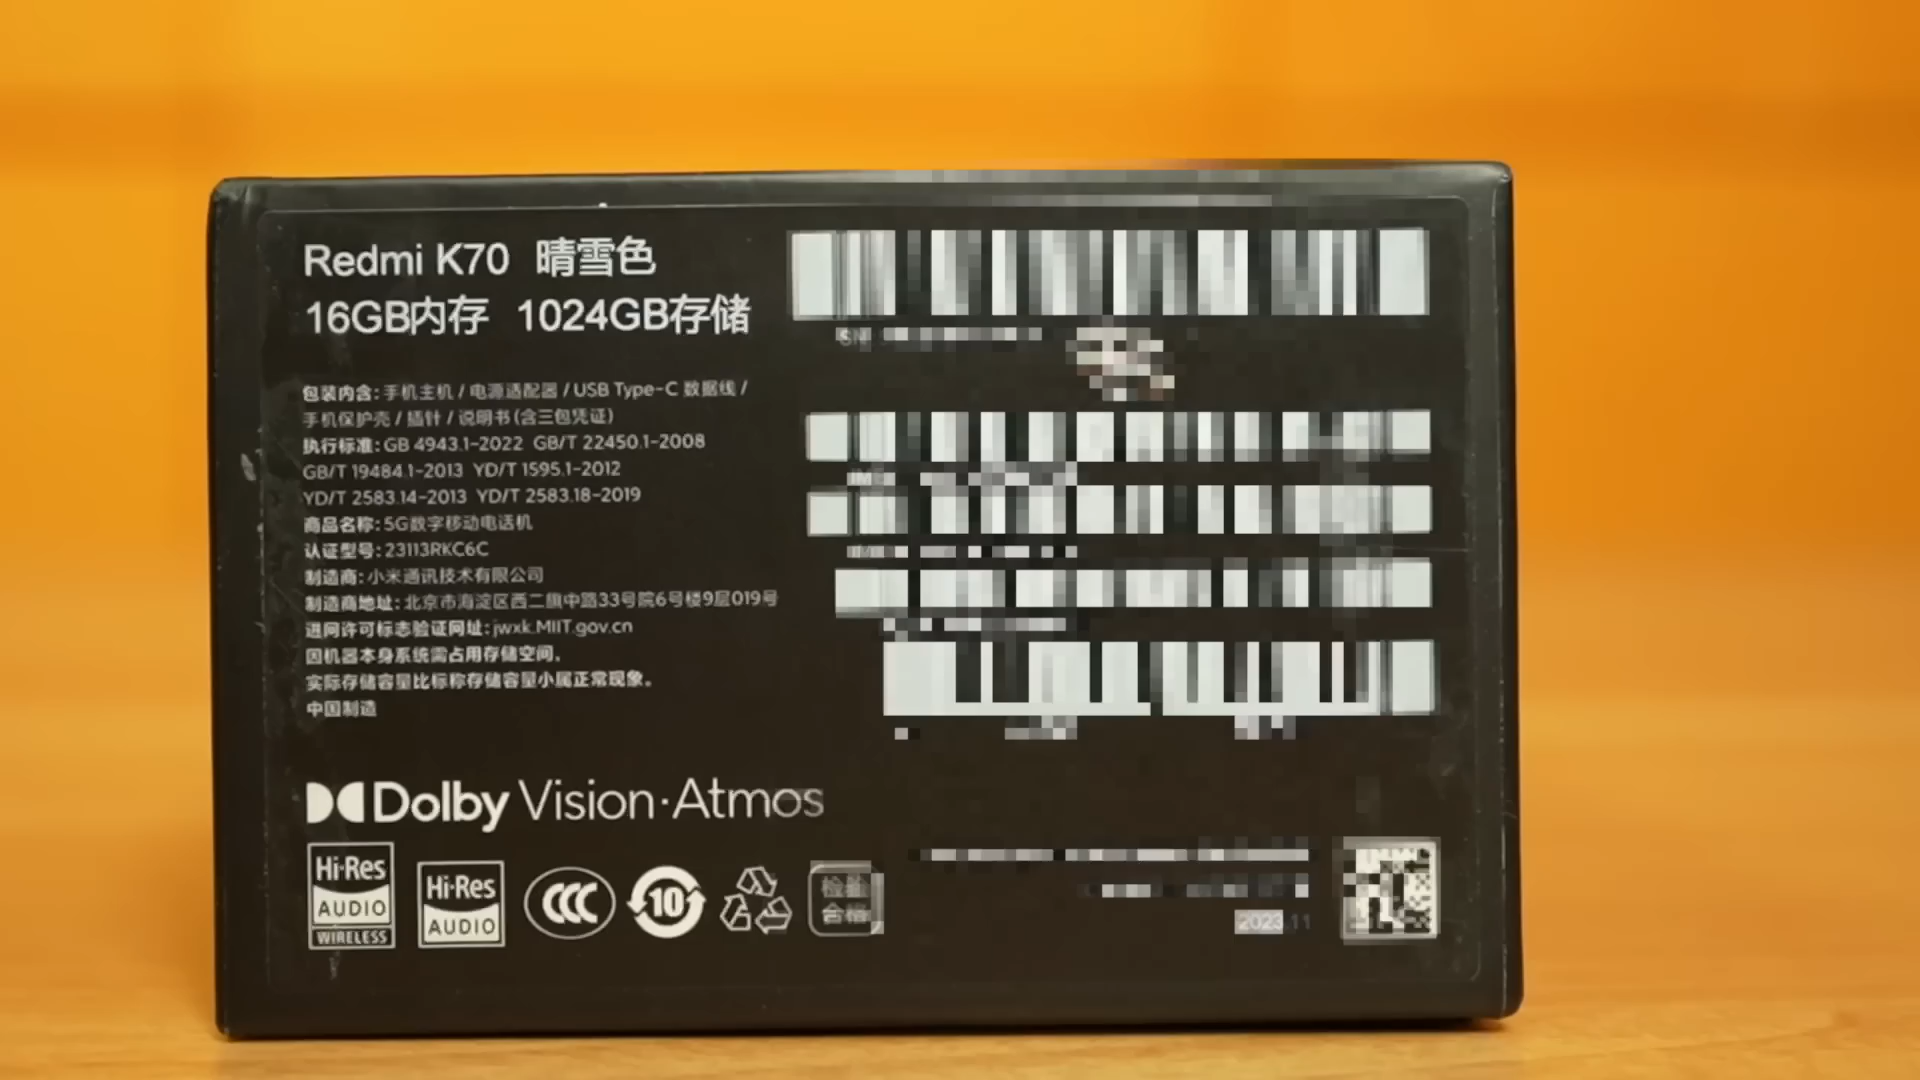 Redmi K70 晴雪色
16GB内存 1024GB存储
SN
包装内含: 手机主机 / 电源适配器 / USB Type-C 数据线 /
手机保护壳 / 插针 / 说明书 (含三包凭证)
执行标准: GB 4943.1-2022 GB/T 22450.1-2008
GB/T 19484.1-2013 YD/T 1595.1-2012
YD/T 2583.14-2013 YD/T 2583.18-2019
商品名称: 5G数字移动电话机
认证型号: 23113RKC6C
制造商: 小米通讯技术有限公司
制造商地址: 北京市海淀区西二旗中路33号院6号楼9层019号
进网许可标志验证网址: jwxk.MIIT.gov.cn
因机器本身系统需占用存储空间,
实际存储容量比标称存储容量小属正常现象。
中国制造
Dolby Vision·Atmos
Hi-Res AUDIO WIRELESS
Hi-Res AUDIO
CCC
10
检验合格
2023.11